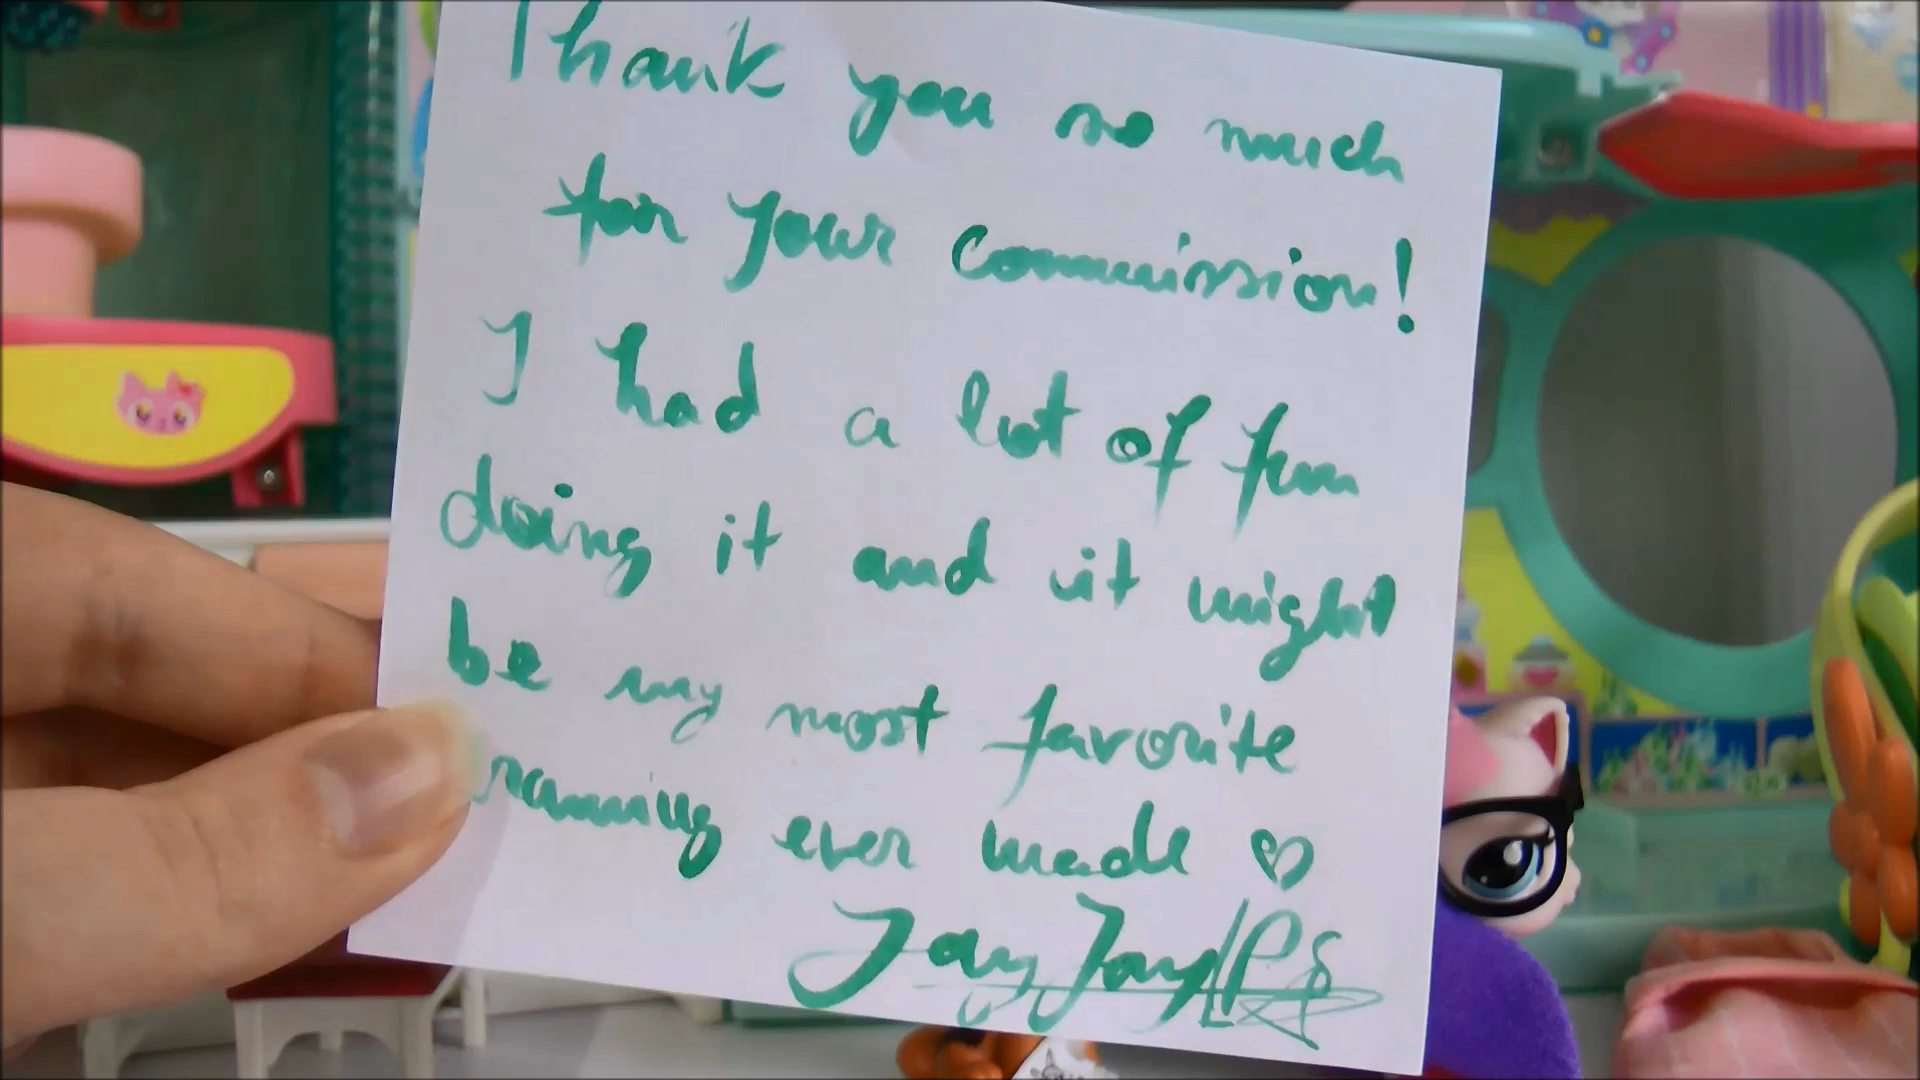 Thank you so much
for your commission!
I had a lot of fun
doing it and it might
be my most favorite
ever made ♡
JayJayLPS